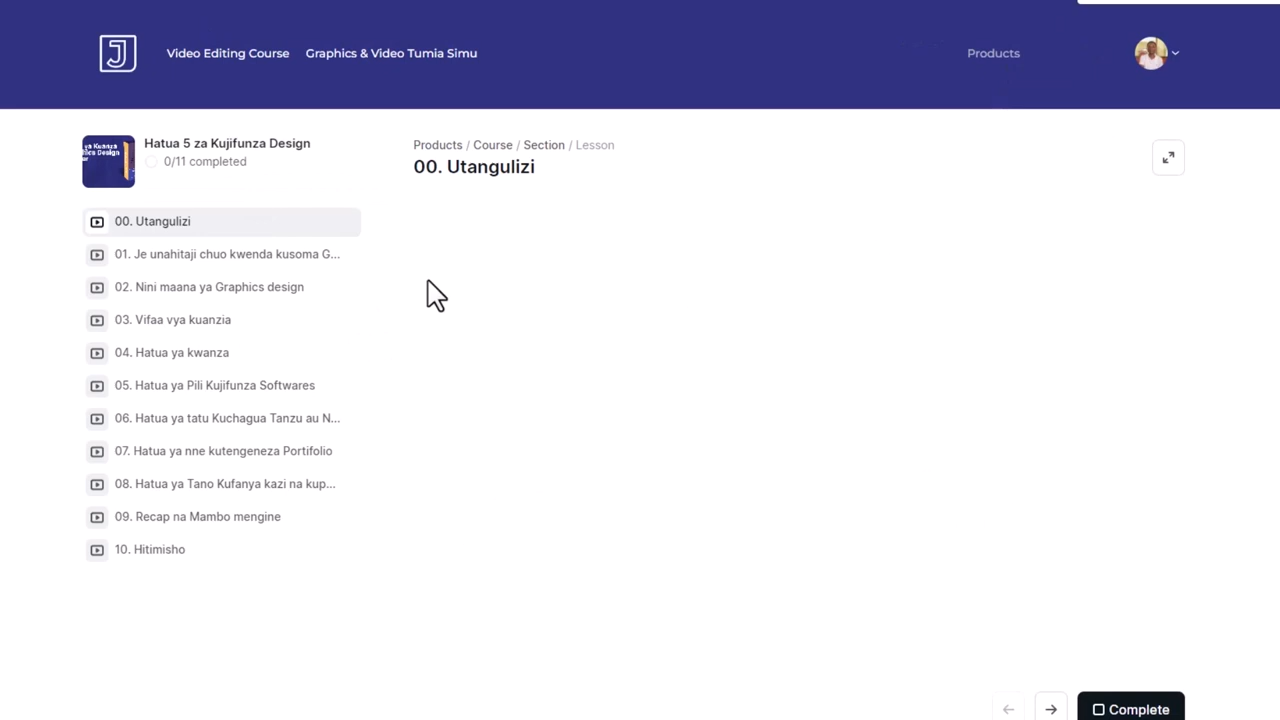 J
Video Editing Course
Graphics & Video Tumia Simu
Products
Hatua 5 za Kujifunza Design
0/11 completed
Products / Course / Section / Lesson
00. Utangulizi
00. Utangulizi
01. Je unahitaji chuo kwenda kusoma G...
02. Nini maana ya Graphics design
03. Vifaa vya kuanzia
04. Hatua ya kwanza
05. Hatua ya Pili Kujifunza Softwares
06. Hatua ya tatu Kuchagua Tanzu au N...
07. Hatua ya nne kutengeneza Portifolio
08. Hatua ya Tano Kufanya kazi na kup...
09. Recap na Mambo mengine
10. Hitimisho
Complete